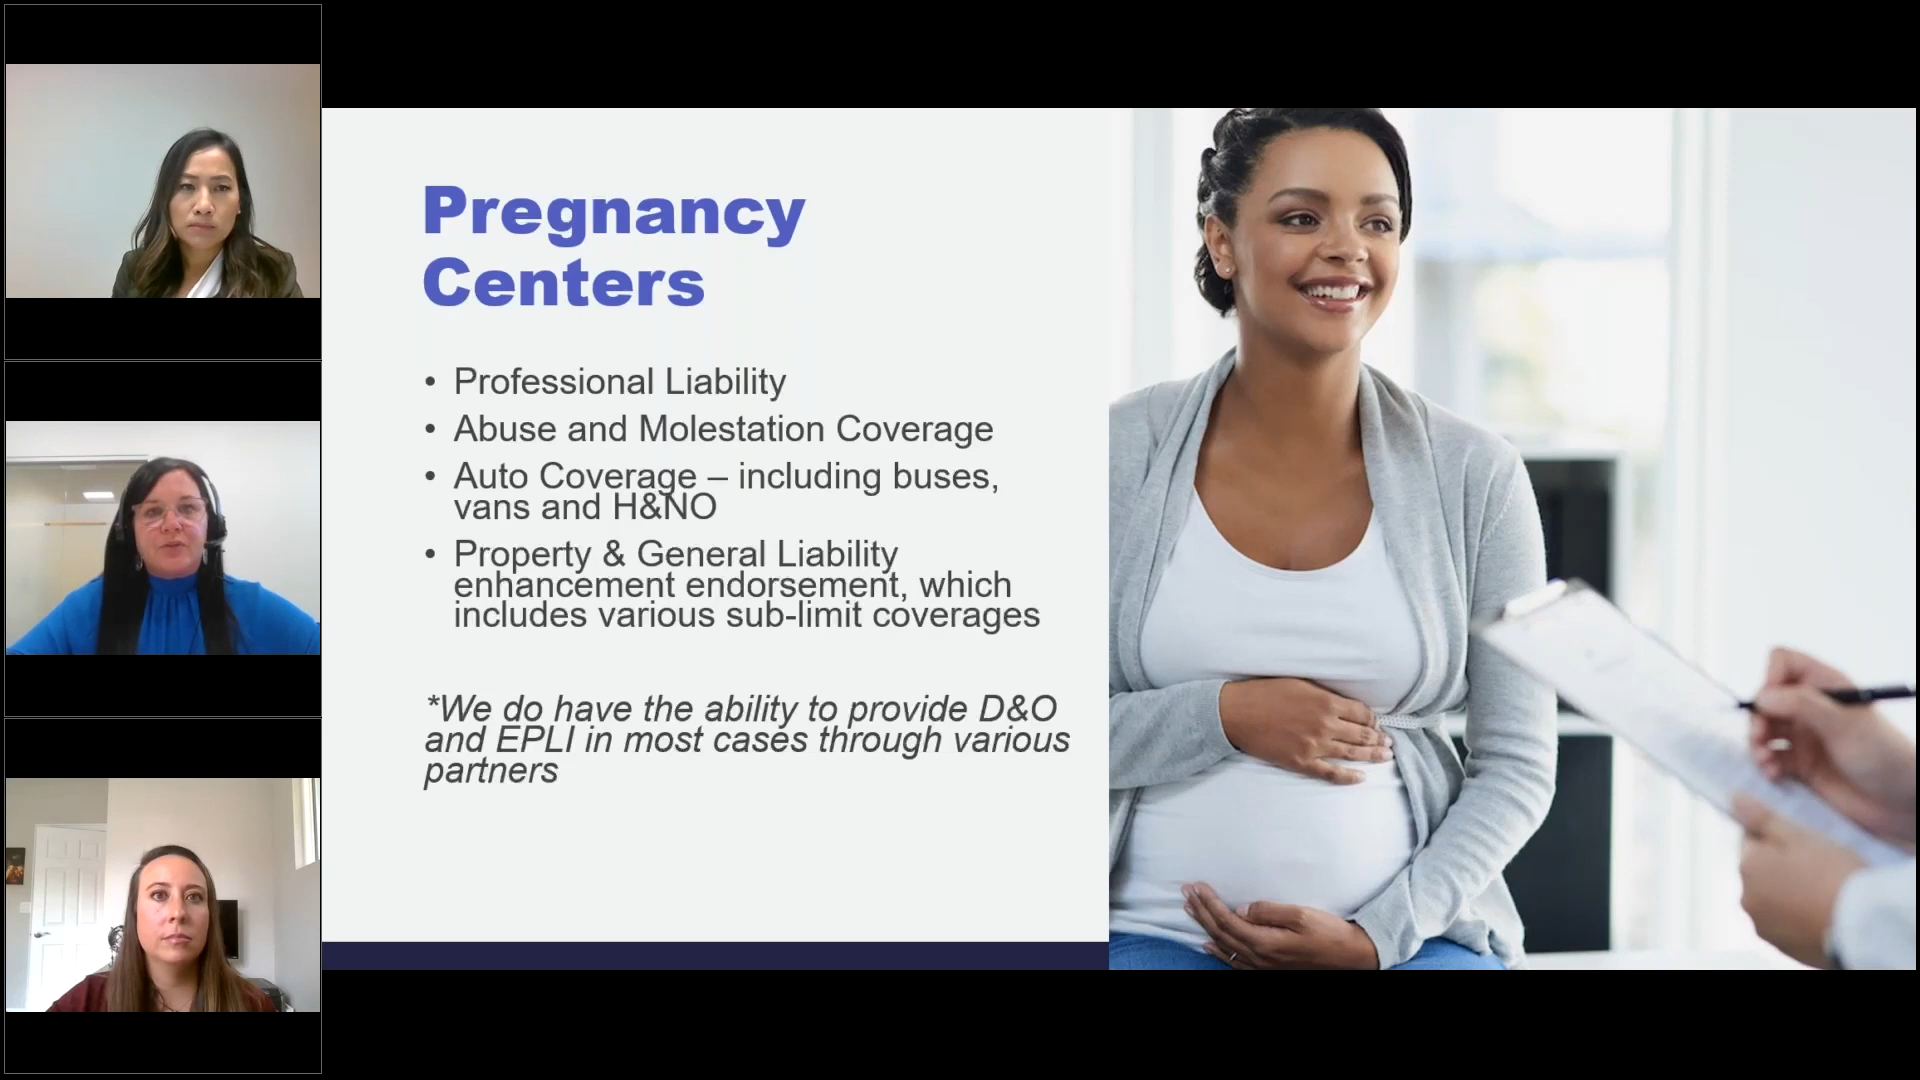 Pregnancy
Centers
• Professional Liability
• Abuse and Molestation Coverage
• Auto Coverage – including buses,
vans and H&NO
• Property & General Liability
enhancement endorsement, which
includes various sub-limit coverages
*We do have the ability to provide D&O
and EPLI in most cases through various
partners